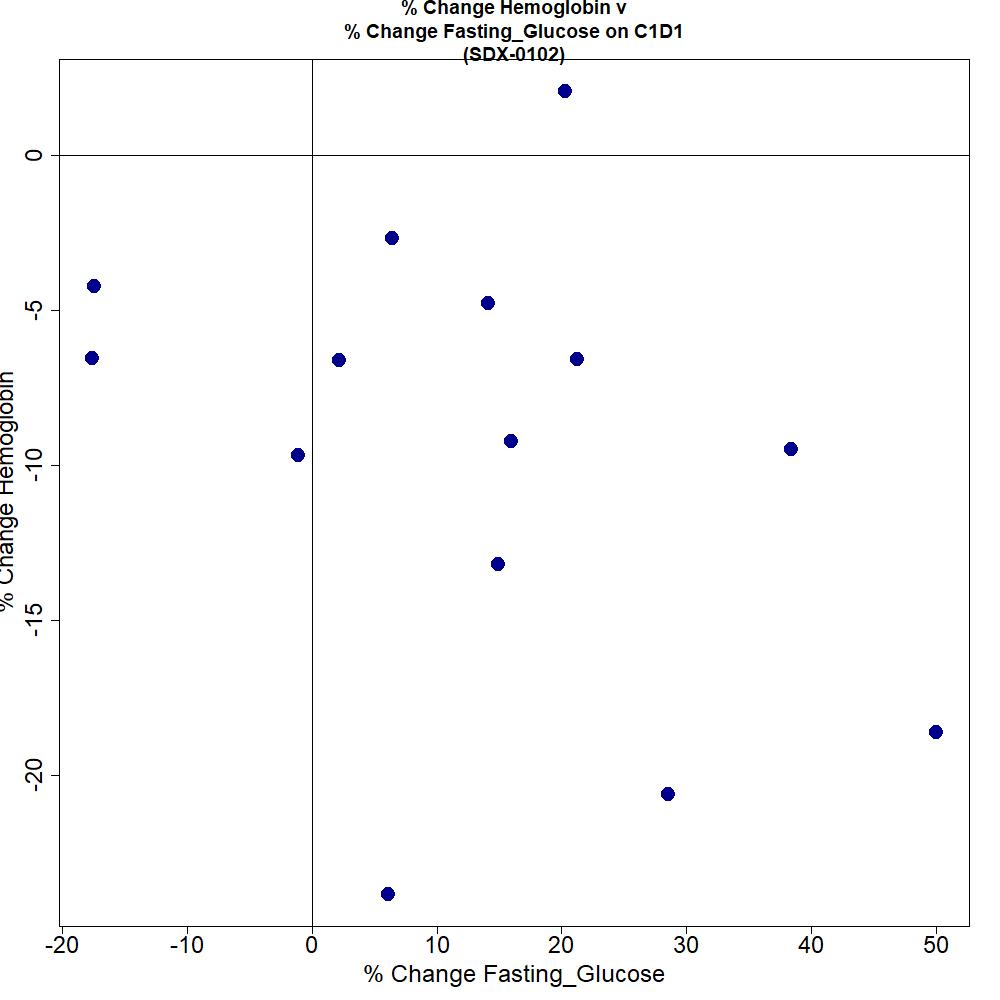 % Change Hemoglobin v
% Change Fasting_Glucose on C1D1
(SDX-0102)
% Change Hemoglobin
0
-5
-10
-15
-20
-20
-10
0
10
20
30
40
50
% Change Fasting_Glucose